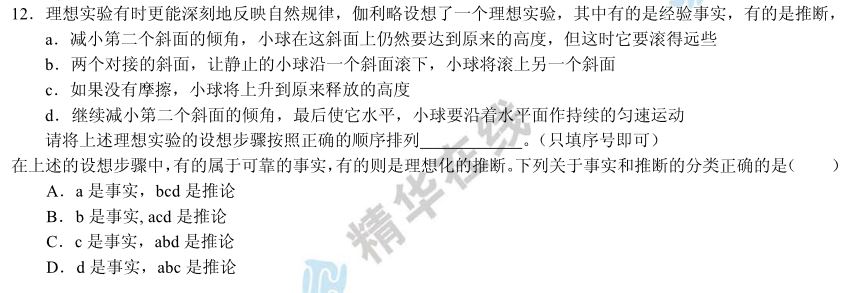 12．理想实验有时更能深刻地反映自然规律，伽利略设想了一个理想实验，其中有的是经验事实，有的是推断，
a．减小第二个斜面的倾角，小球在这斜面上仍然要达到原来的高度，但这时它要滚得远些
b．两个对接的斜面，让静止的小球沿一个斜面滚下，小球将滚上另一个斜面
c．如果没有摩擦，小球将上升到原来释放的高度
d．继续减小第二个斜面的倾角，最后使它水平，小球要沿着水平面作持续的匀速运动
请将上述理想实验的设想步骤按照正确的顺序排列____________。（只填序号即可）
在上述的设想步骤中，有的属于可靠的事实，有的则是理想化的推断。下列关于事实和推断的分类正确的是（　　）
A．a 是事实，bcd 是推论
B．b 是事实, acd 是推论
C．c 是事实，abd 是推论
D．d 是事实，abc 是推论
精华在线